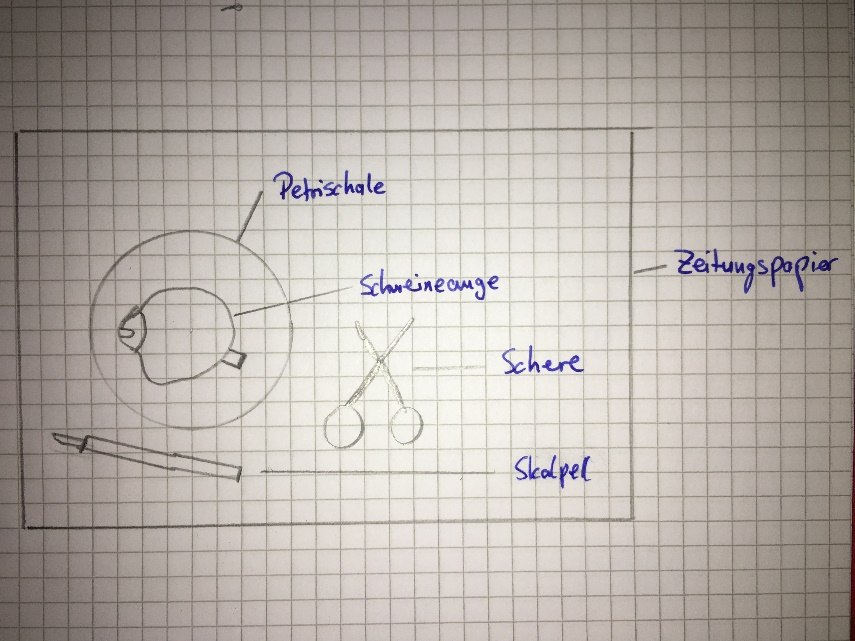 Petrischale
Zeitungspapier
Schweineauge
Schere
Skalpel